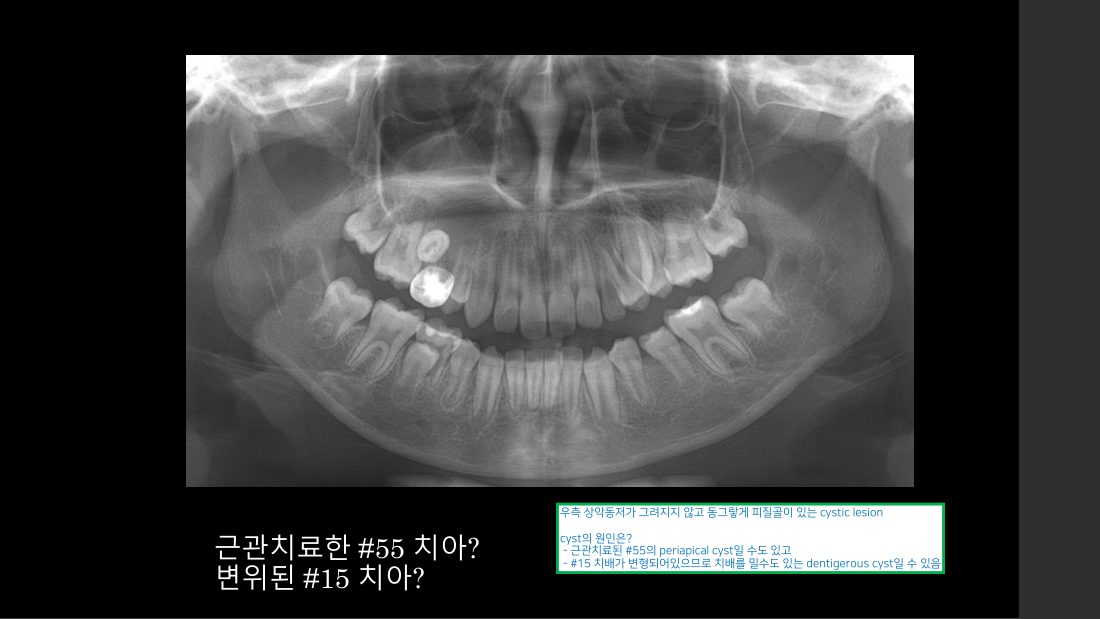 우측 상악동저가 그려지지 않고 동그랗게 피질골이 있는 cystic lesion
cyst의 원인은?
- 근관치료된 #55의 periapical cyst일 수도 있고
- #15 치배가 변형되어있으므로 치배를 밀수도 있는 dentigerous cyst일 수 있음
근관치료한 #55 치아?
변위된 #15 치아?